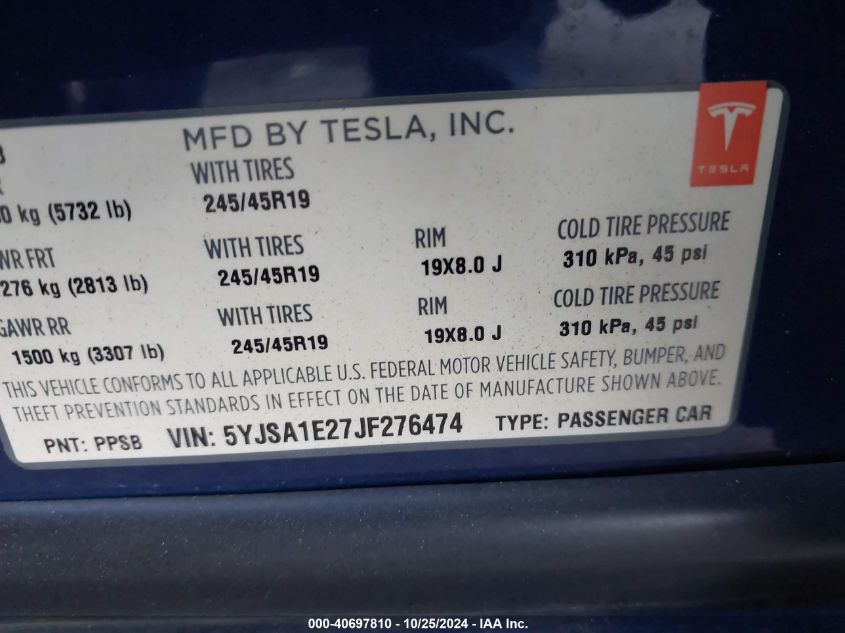 MFD BY TESLA, INC.
TESLA
WITH TIRES
0 kg (5732 lb) 245/45R19
WR FRT WITH TIRES RIM COLD TIRE PRESSURE
276 kg (2813 lb) 245/45R19 19X8.0 J 310 kPa, 45 psi
GAWR RR WITH TIRES RIM COLD TIRE PRESSURE
1500 kg (3307 lb) 245/45R19 19X8.0 J 310 kPa, 45 psi
THIS VEHICLE CONFORMS TO ALL APPLICABLE U.S. FEDERAL MOTOR VEHICLE SAFETY, BUMPER, AND
THEFT PREVENTION STANDARDS IN EFFECT ON THE DATE OF MANUFACTURE SHOWN ABOVE.
PNT: PPSB VIN: 5YJSA1E27JF276474 TYPE: PASSENGER CAR
000-40697810 - 10/25/2024 - IAA Inc.